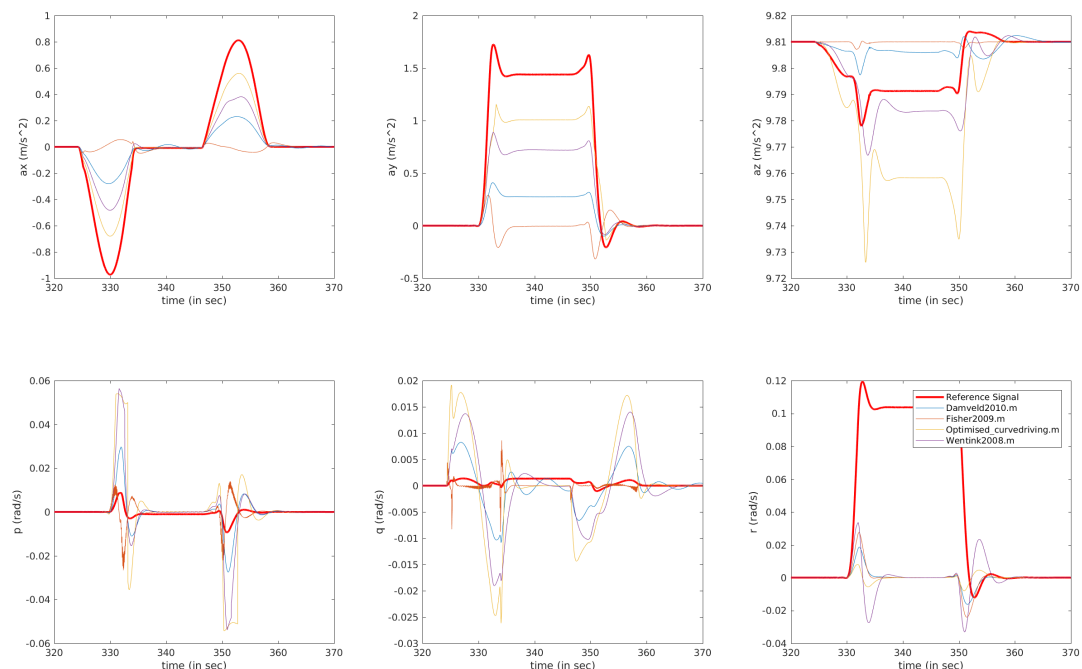 1
0.8
0.6
0.4
0.2
0
-0.2
-0.4
-0.6
-0.8
-1
320 330 340 350 360 370
time (in sec)
ax (m/s^2)
2
1.5
1
0.5
0
-0.5
320 330 340 350 360 370
time (in sec)
ay (m/s^2)
9.82
9.81
9.8
9.79
9.78
9.77
9.76
9.75
9.74
9.73
9.72
320 330 340 350 360 370
time (in sec)
az (m/s^2)
0.06
0.04
0.02
0
-0.02
-0.04
-0.06
320 330 340 350 360 370
time (in sec)
p (rad/s)
0.02
0.015
0.01
0.005
0
-0.005
-0.01
-0.015
-0.02
-0.025
-0.03
320 330 340 350 360 370
time (in sec)
q (rad/s)
0.12
0.1
0.08
0.06
0.04
0.02
0
-0.02
-0.04
320 330 340 350 360 370
time (in sec)
r (rad/s)
Reference Signal
Damveld2010.m
Fisher2009.m
Optimised_curvedriving.m
Wentink2008.m